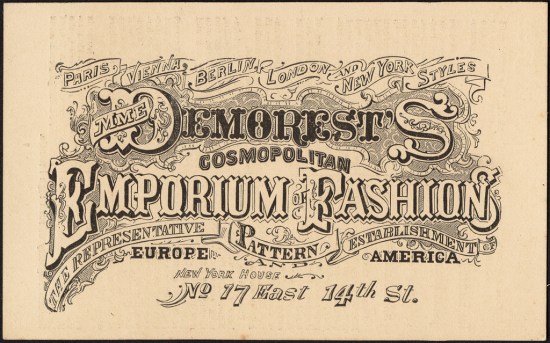 PARIS, VIENNA, BERLIN, LONDON AND NEW YORK STYLES
MME DEMOREST'S
COSMOPOLITAN
EMPORIUM OF FASHION
THE REPRESENTATIVE PATTERN ESTABLISHMENT OF
EUROPE AND AMERICA
NEW YORK HOUSE
No 17 East 14th St.